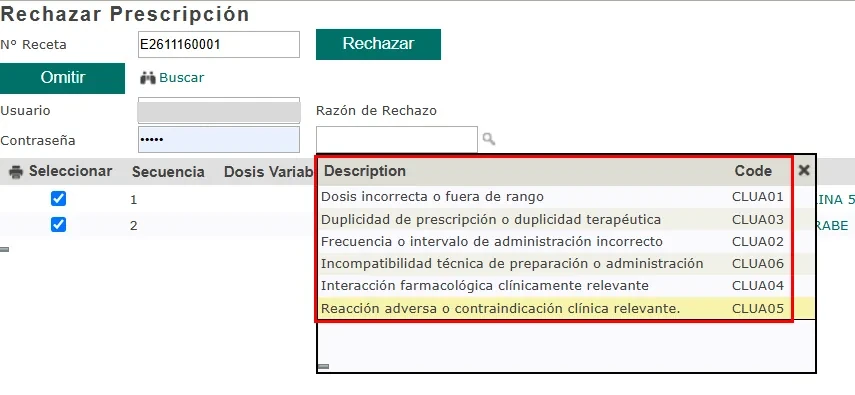 Rechazar Prescripción
N° Receta E2611160001 Rechazar
Omitir Buscar
Usuario Razón de Rechazo
Contraseña •••••
Seleccionar Secuencia Dosis Variab Description Code
1 Dosis incorrecta o fuera de rango CLUA01 INA 5
Duplicidad de prescripción o duplicidad terapéutica CLUA03
2 RABE
Frecuencia o intervalo de administración incorrecto CLUA02
Incompatibilidad técnica de preparación o administración CLUA06
Interacción farmacológica clínicamente relevante CLUA04
Reacción adversa o contraindicación clínica relevante. CLUA05